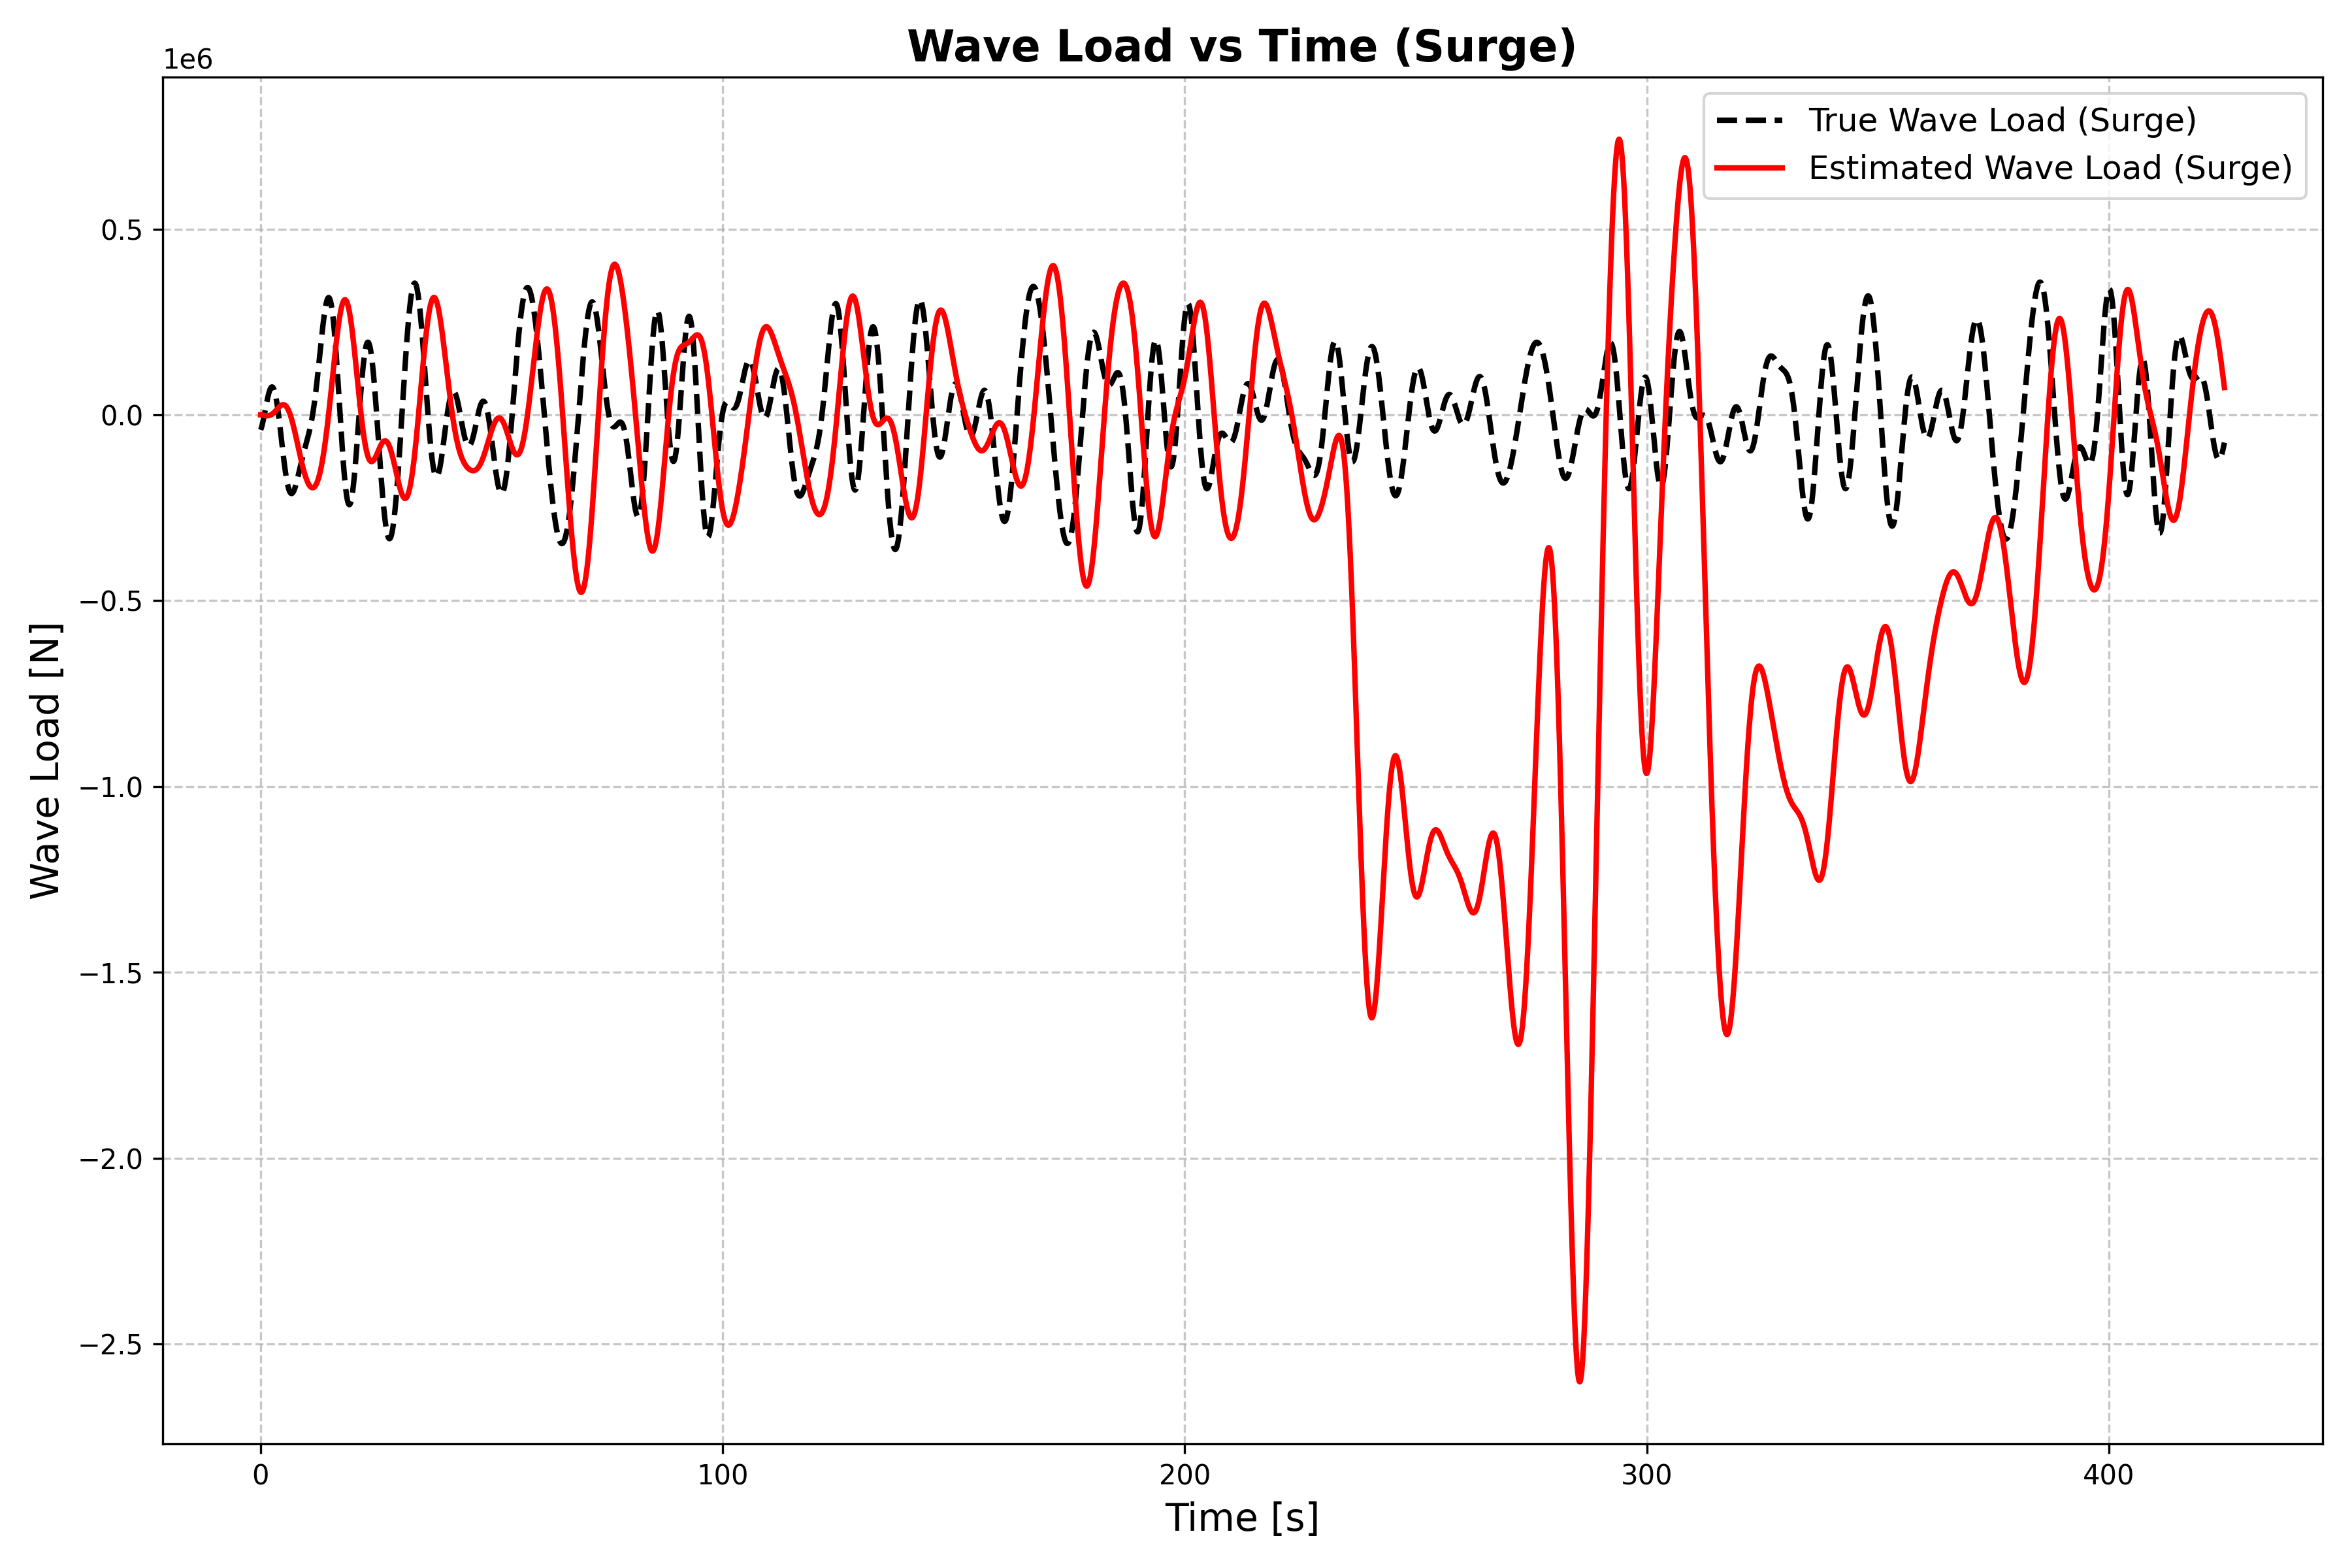 Wave Load vs Time (Surge)
1e6
True Wave Load (Surge)
Estimated Wave Load (Surge)
0.5
0.0
−0.5
−1.0
−1.5
−2.0
−2.5
Wave Load [N]
0 100 200 300 400
Time [s]